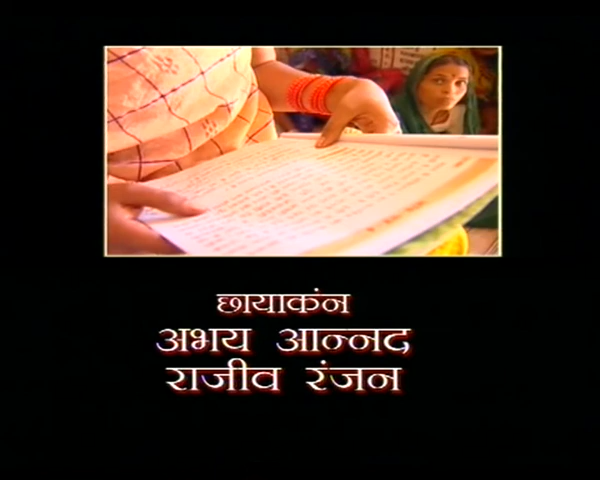 छायाकंन
अभय आन्नद
राजीव रंजन